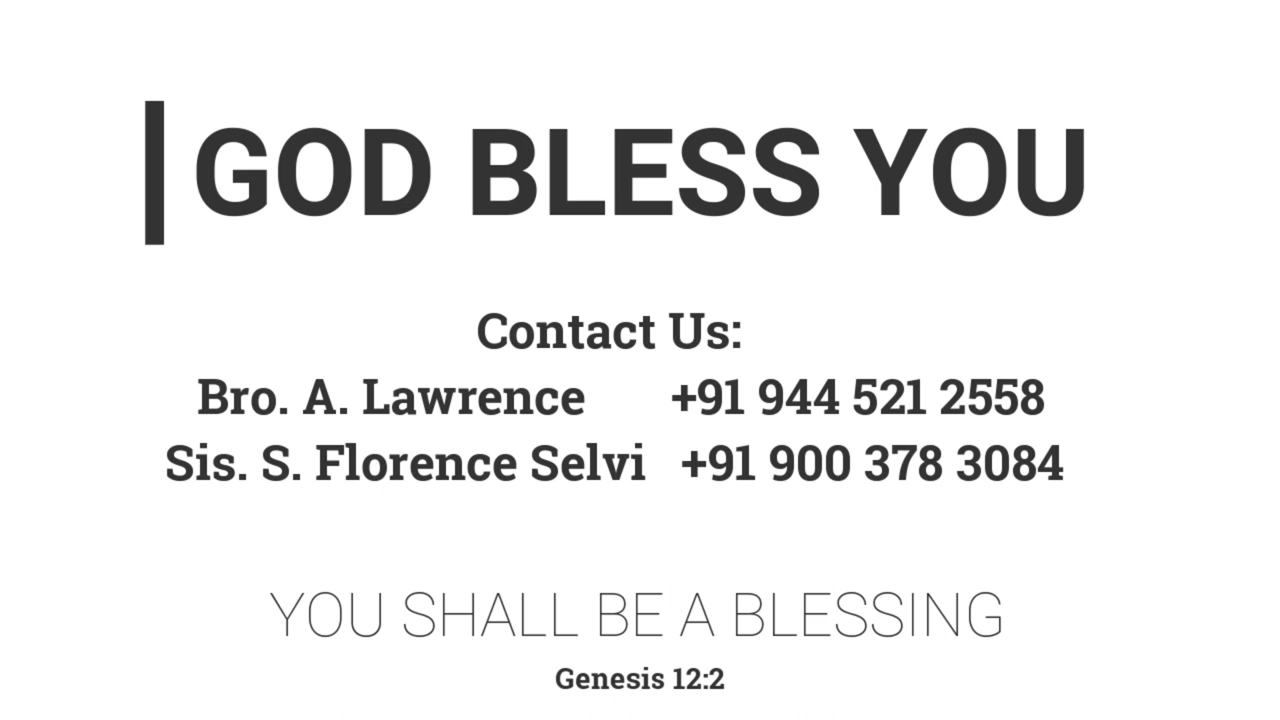 GOD BLESS YOU
Contact Us:
Bro. A. Lawrence +91 944 521 2558
Sis. S. Florence Selvi +91 900 378 3084
YOU SHALL BE A BLESSING
Genesis 12:2